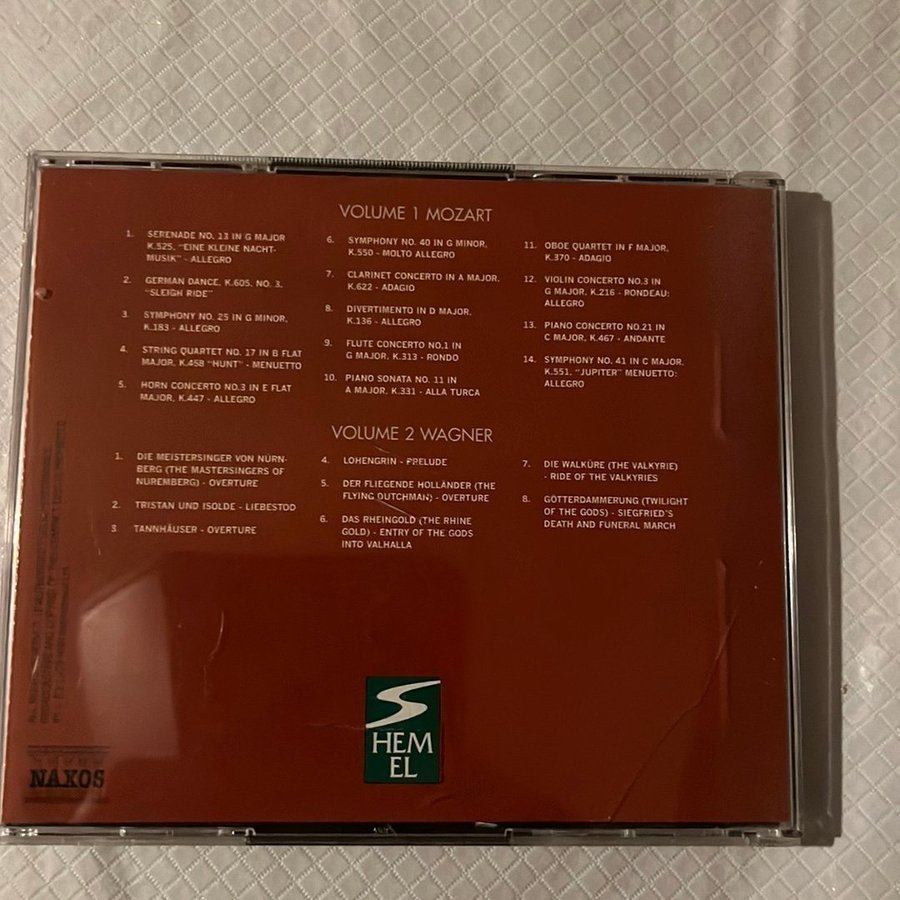 VOLUME 1 MOZART
1. SERENADE NO. 13 IN G MAJOR
K.525, "EINE KLEINE NACHT-
MUSIK" - ALLEGRO
2. GERMAN DANCE, K.605, NO. 3,
"SLEIGH RIDE"
3. SYMPHONY NO. 25 IN G MINOR,
K.183 - ALLEGRO
4. STRING QUARTET NO. 17 IN B FLAT
MAJOR, K.458 "HUNT" - MENUETTO
5. HORN CONCERTO NO.3 IN E FLAT
MAJOR, K.447 - ALLEGRO
6. SYMPHONY NO. 40 IN G MINOR,
K.550 - MOLTO ALLEGRO
7. CLARINET CONCERTO IN A MAJOR,
K.622 - ADAGIO
8. DIVERTIMENTO IN D MAJOR,
K.136 - ALLEGRO
9. FLUTE CONCERTO NO.1 IN
G MAJOR, K.313 - RONDO
10. PIANO SONATA NO. 11 IN
A MAJOR, K.331 - ALLA TURCA
11. OBOE QUARTET IN F MAJOR,
K.370 - ADAGIO
12. VIOLIN CONCERTO NO.3 IN
G MAJOR, K.216 - RONDEAU:
ALLEGRO
13. PIANO CONCERTO NO.21 IN
C MAJOR, K.467 - ANDANTE
14. SYMPHONY NO. 41 IN C MAJOR,
K.551, "JUPITER" MENUETTO:
ALLEGRO
VOLUME 2 WAGNER
1. DIE MEISTERSINGER VON NÜRN-
BERG (THE MASTERSINGERS OF
NUREMBERG) - OVERTURE
2. TRISTAN UND ISOLDE - LIEBESTOD
3. TANNHÄUSER - OVERTURE
4. LOHENGRIN - PRELUDE
5. DER FLIEGENDE HOLLÄNDER (THE
FLYING DUTCHMAN) - OVERTURE
6. DAS RHEINGOLD (THE RHINE
GOLD) - ENTRY OF THE GODS
INTO VALHALLA
7. DIE WALKÜRE (THE VALKYRIE)
- RIDE OF THE VALKYRIES
8. GÖTTERDAMMERUNG (TWILIGHT
OF THE GODS) - SIEGFRIED'S
DEATH AND FUNERAL MARCH
HEM
EL
NAXOS